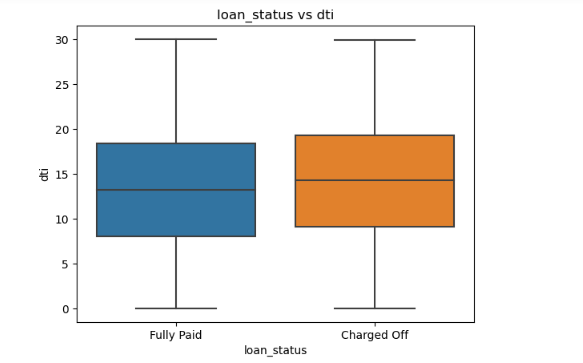 loan_status vs dti
30
25
20
15
10
5
0
dti
Fully Paid
Charged Off
loan_status